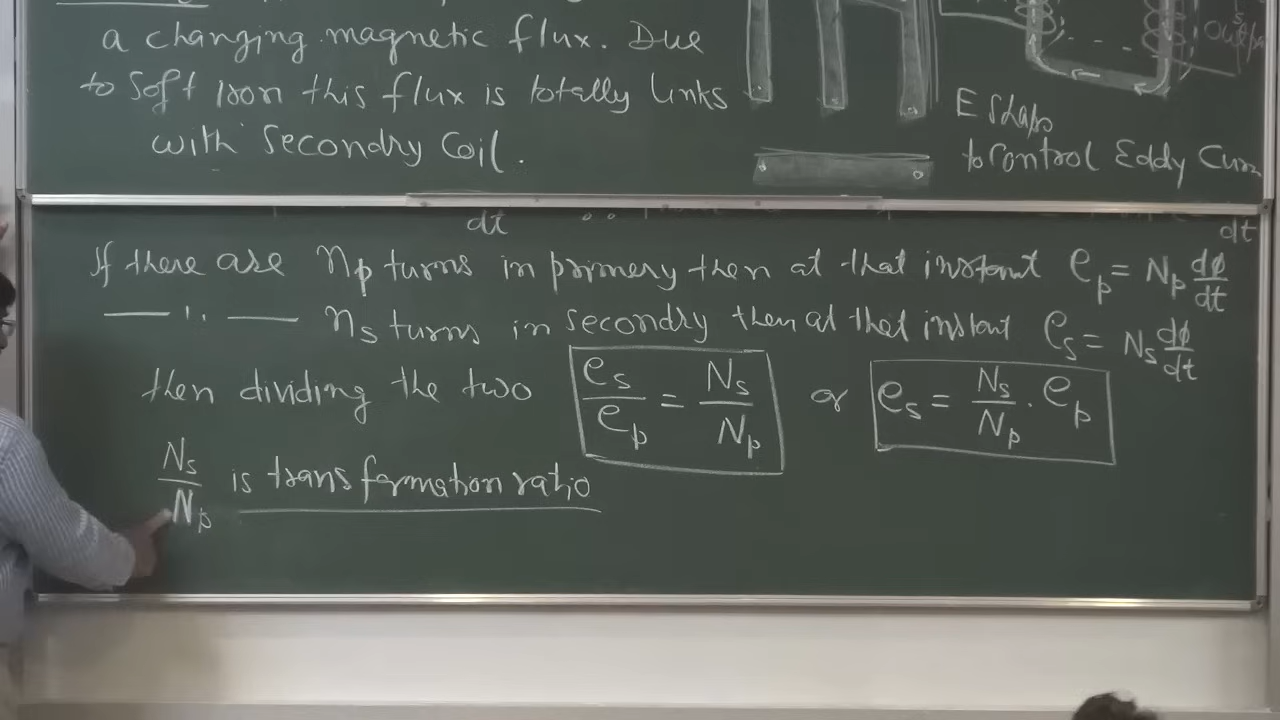 a changing magnetic flux. Due
to Soft iron this flux is totally links
with Secondry Coil.
E Shape
to Control Eddy Curr
dt
dt
If there are np turns in primery then at that instant ep = Np dφ/dt
— '' — ns turns in secondry then at that instant es = Ns dφ/dt
then dividing the two es/ep = Ns/Np or es = Ns/Np . ep
Ns/Np is transformation ratio